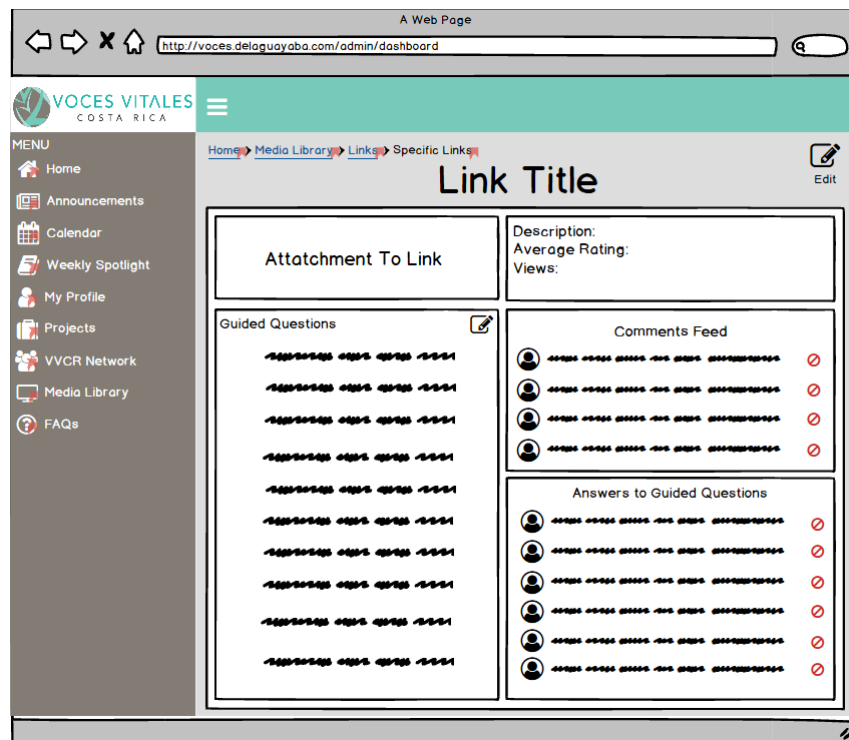 A Web Page
http://voces.delaguayaba.com/admin/dashboard
VOCES VITALES
COSTA RICA
MENU
Home
Announcements
Calendar
Weekly Spotlight
My Profile
Projects
VVCR Network
Media Library
FAQs
Home Media Library Links Specific Links
Link Title
Edit
Attatchment To Link
Description:
Average Rating:
Views:
Guided Questions
Comments Feed
Answers to Guided Questions